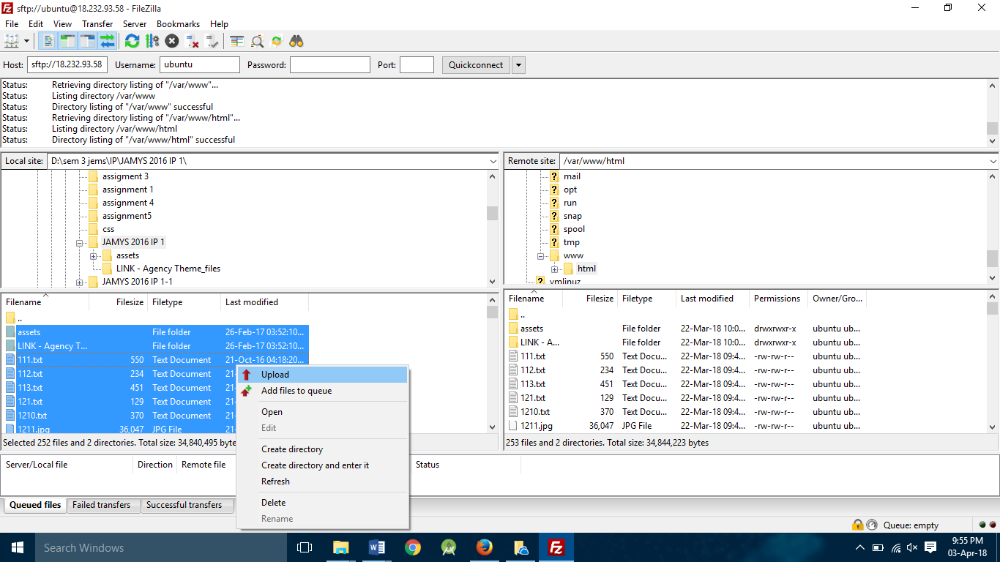 sftp://ubuntu@18.232.93.58 - FileZilla
File Edit View Transfer Server Bookmarks Help
Host: sftp://18.232.93.58 Username: ubuntu Password: Port: Quickconnect
Status: Retrieving directory listing of "/var/www"...
Status: Listing directory /var/www
Status: Directory listing of "/var/www" successful
Status: Retrieving directory listing of "/var/www/html"...
Status: Listing directory /var/www/html
Status: Directory listing of "/var/www/html" successful
Local site: D:\sem 3 jems\IP\JAMYS 2016 IP 1\
assigment 3
assignment 1
assignment 4
assignment5
css
JAMYS 2016 IP 1
assets
LINK - Agency Theme_files
JAMYS 2016 IP 1-1
Remote site: /var/www/html
mail
opt
run
snap
spool
tmp
www
html
vmlinuz
Filename Filesize Filetype Last modified
..
assets File folder 26-Feb-17 03:52:10...
LINK - Agency T... File folder 26-Feb-17 03:52:10...
111.txt 550 Text Document 21-Oct-16 04:18:20...
112.txt 234 Text Document 21-
113.txt 451 Text Document 21-
121.txt 129 Text Document 21-
1210.txt 370 Text Document 21-
1211.jpg 36,047 JPG File 21-
Selected 252 files and 2 directories. Total size: 34,840,495 byte
Upload
Add files to queue
Open
Edit
Create directory
Create directory and enter it
Refresh
Delete
Rename
Filename Filesize Filetype Last modified Permissions Owner/Gro...
..
assets File folder 22-Mar-18 10:0... drwxrwxr-x ubuntu ub...
LINK - A... File folder 22-Mar-18 10:0... drwxrwxr-x ubuntu ub...
111.txt 550 Text Docu... 22-Mar-18 09:4... -rw-rw-r-- ubuntu ub...
112.txt 234 Text Docu... 22-Mar-18 09:4... -rw-rw-r-- ubuntu ub...
113.txt 451 Text Docu... 22-Mar-18 09:4... -rw-rw-r-- ubuntu ub...
121.txt 129 Text Docu... 22-Mar-18 09:4... -rw-rw-r-- ubuntu ub...
1210.txt 370 Text Docu... 22-Mar-18 09:4... -rw-rw-r-- ubuntu ub...
1211.jpg 36,047 JPG File 22-Mar-18 09:4... -rw-rw-r-- ubuntu ub...
253 files and 2 directories. Total size: 34,844,223 bytes
Server/Local file Direction Remote file Status
Queued files Failed transfers Successful transfers
Queue: empty
Search Windows
9:55 PM
03-Apr-18